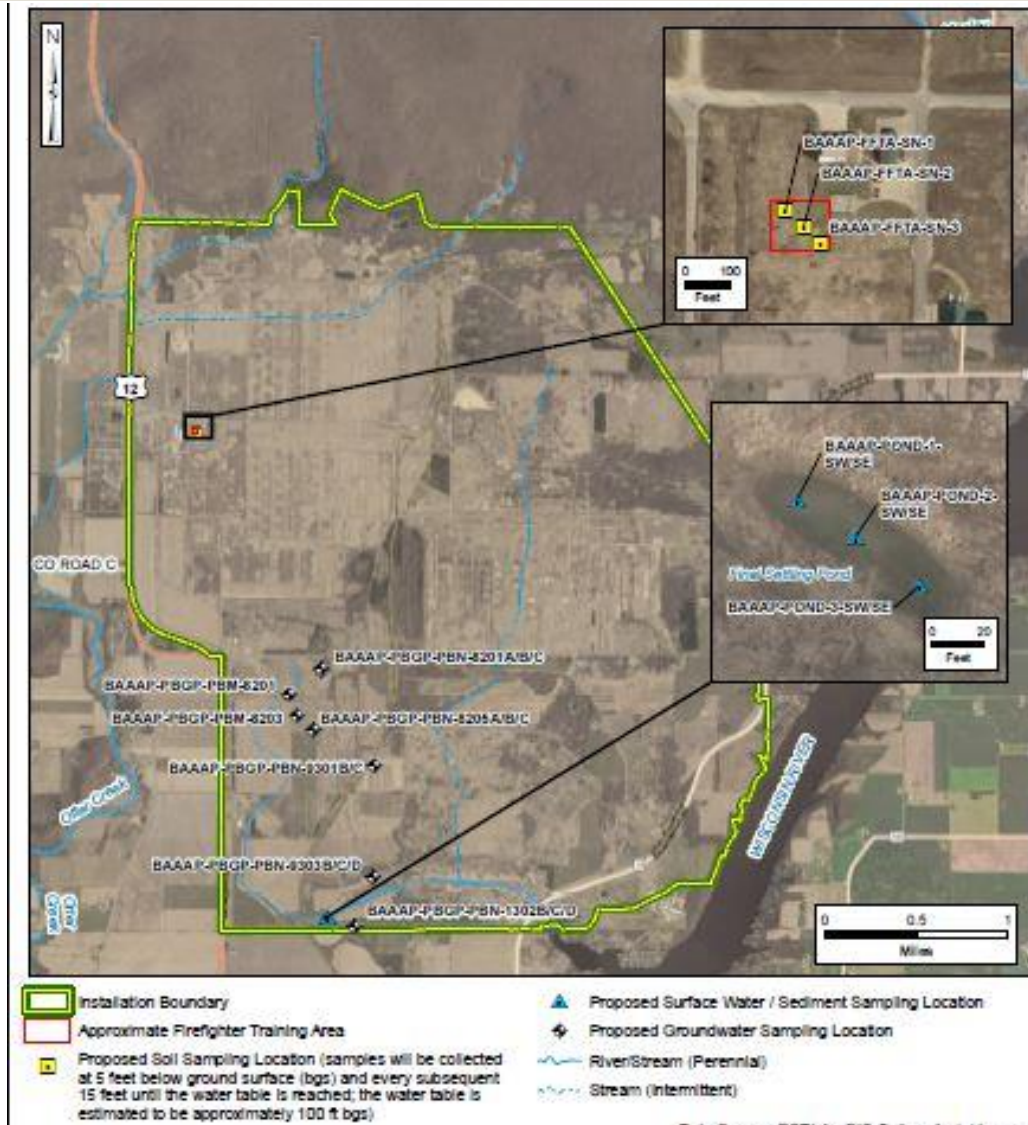 N
BAAAP-FFTA-SN-1
BAAAP-FFTA-SN-2
BAAAP-FFTA-SN-3
0 100
Feet
12
BAAAP-POND-1-
SW/SE
BAAAP-POND-2-
SW/SE
Final Settling Pond
BAAAP-POND-3-SW/SE
0 20
Feet
CO ROAD C
BAAAP-PBGP-PBN-8201A/B/C
BAAAP-PBGP-PBM-8201
BAAAP-PBGP-PBM-8203
BAAAP-PBGP-PBN-8205A/B/C
BAAAP-PBGP-PBN-9301B/C
Otter Creek
WISCONSIN RIVER
BAAAP-PBGP-PBN-9303B/C/D
BAAAP-PBGP-PBN-1302B/C/D
Otter
Creek
0 0.5 1
Miles
Installation Boundary
Approximate Firefighter Training Area
Proposed Soil Sampling Location (samples will be collected
at 5 feet below ground surface (bgs) and every subsequent
15 feet until the water table is reached; the water table is
estimated to be approximately 100 ft bgs)
Proposed Surface Water / Sediment Sampling Location
Proposed Groundwater Sampling Location
River/Stream (Perennial)
Stream (Intermittent)